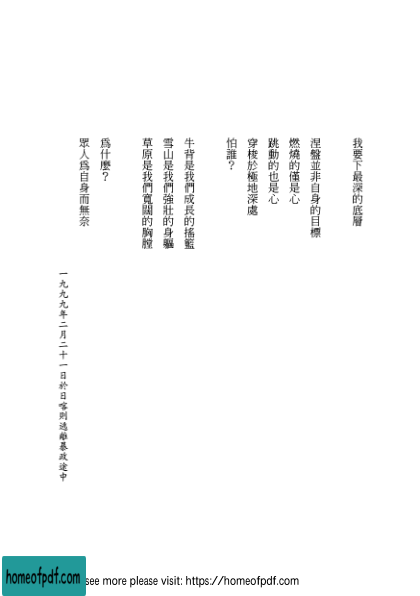 我要下最深的底層
涅盤並非自身的目標
燃燒的僅是心
跳動的也是心
穿梭於極地深處
怕誰？
牛背是我們成長的搖籃
雪山是我們強壯的身軀
草原是我們寬闊的胸膛
爲什麼？
眾人爲自身而無奈
一九九九年二月二十一日於日喀則逃離暴政途中
homeofpdf.com
see more please visit: https://homeofpdf.com